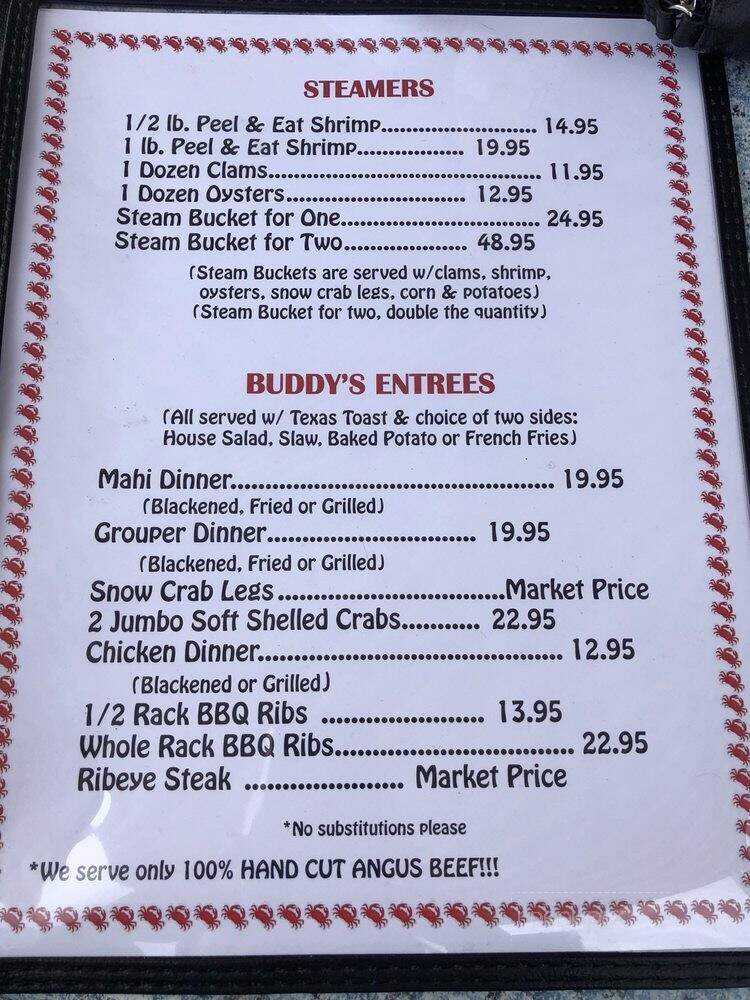 STEAMERS
1/2 lb. Peel & Eat Shrimp......................... 14.95
1 lb. Peel & Eat Shrimp................. 19.95
1 Dozen Clams............................................ 11.95
1 Dozen Oysters............................. 12.95
Steam Bucket for One................................ 24.95
Steam Bucket for Two.................... 48.95
(Steam Buckets are served w/clams, shrimp,
oysters, snow crab legs, corn & potatoes)
(Steam Bucket for two, double the quantity)
BUDDY'S ENTREES
(All served w/ Texas Toast & choice of two sides:
House Salad, Slaw, Baked Potato or French Fries)
Mahi Dinner.................................................. 19.95
(Blackened, Fried or Grilled)
Grouper Dinner................................ 19.95
(Blackened, Fried or Grilled)
Snow Crab Legs ...................................Market Price
2 Jumbo Soft Shelled Crabs............ 22.95
Chicken Dinner............................................... 12.95
(Blackened or Grilled)
1/2 Rack BBQ Ribs ......................... 13.95
Whole Rack BBQ Ribs..................................... 22.95
Ribeye Steak ........................ Market Price
*No substitutions please
*We serve only 100% HAND CUT ANGUS BEEF!!!